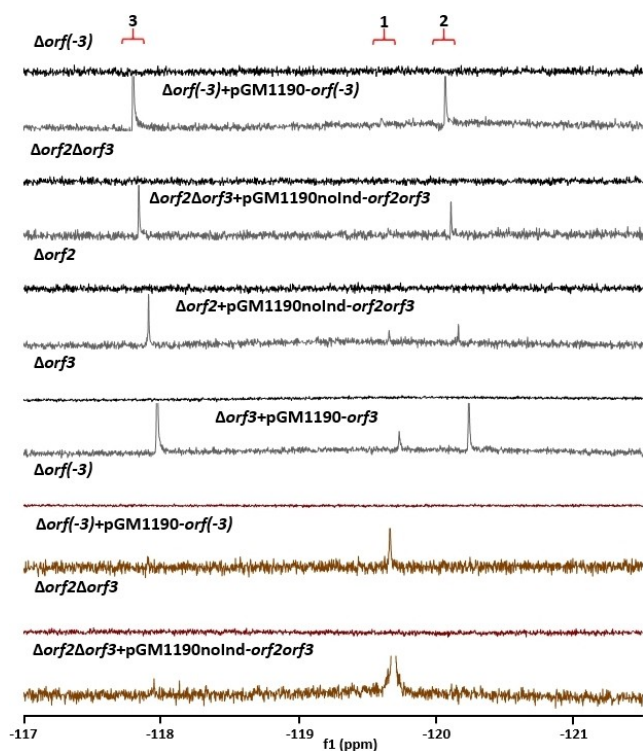 3 1 2
Δorf(-3)
Δorf(-3)+pGM1190-orf(-3)
Δorf2Δorf3
Δorf2Δorf3+pGM1190noInd-orf2orf3
Δorf2
Δorf2+pGM1190noInd-orf2orf3
Δorf3
Δorf3+pGM1190-orf3
Δorf(-3)
Δorf(-3)+pGM1190-orf(-3)
Δorf2Δorf3
Δorf2Δorf3+pGM1190noInd-orf2orf3
-117 -118 -119 -120 -121
f1 (ppm)